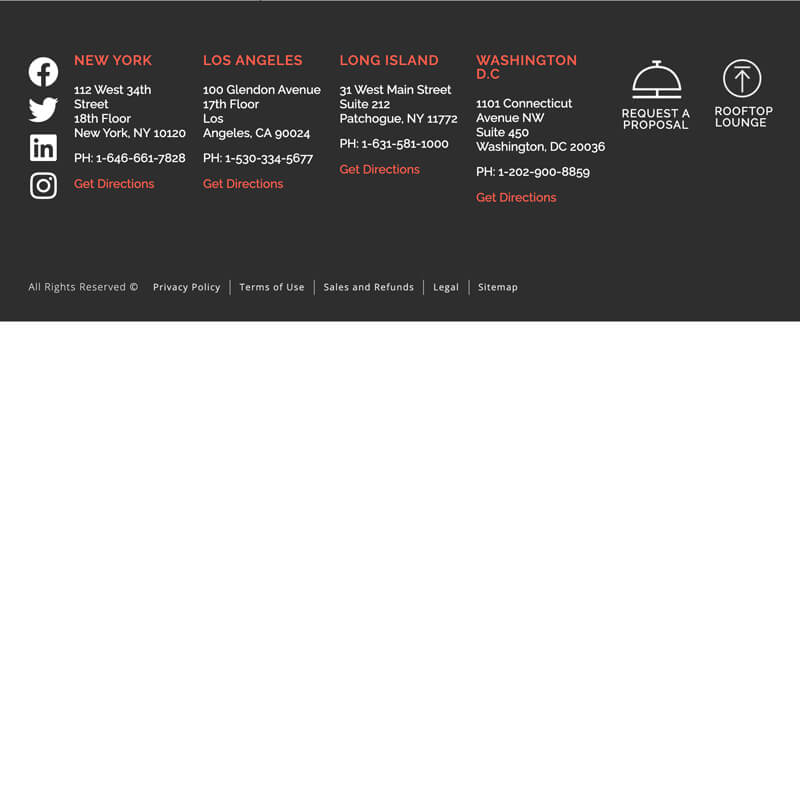 NEW YORK
112 West 34th
Street
18th Floor
New York, NY 10120
PH: 1-646-661-7828
Get Directions
LOS ANGELES
100 Glendon Avenue
17th Floor
Los
Angeles, CA 90024
PH: 1-530-334-5677
Get Directions
LONG ISLAND
31 West Main Street
Suite 212
Patchogue, NY 11772
PH: 1-631-581-1000
Get Directions
WASHINGTON
D.C
1101 Connecticut
Avenue NW
Suite 450
Washington, DC 20036
PH: 1-202-900-8859
Get Directions
REQUEST A
PROPOSAL
ROOFTOP
LOUNGE
All Rights Reserved © Privacy Policy Terms of Use Sales and Refunds Legal Sitemap